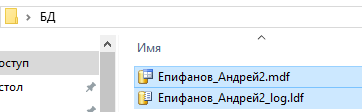 БД
Имя
оступ
стол
Епифанов_Андрей2.mdf
Епифанов_Андрей2_log.ldf